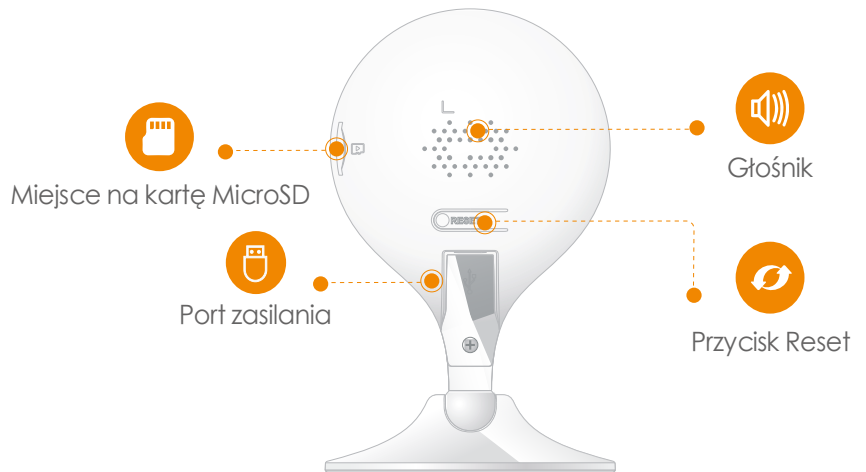 Głośnik
Miejsce na kartę MicroSD
RESET
Port zasilania
Przycisk Reset